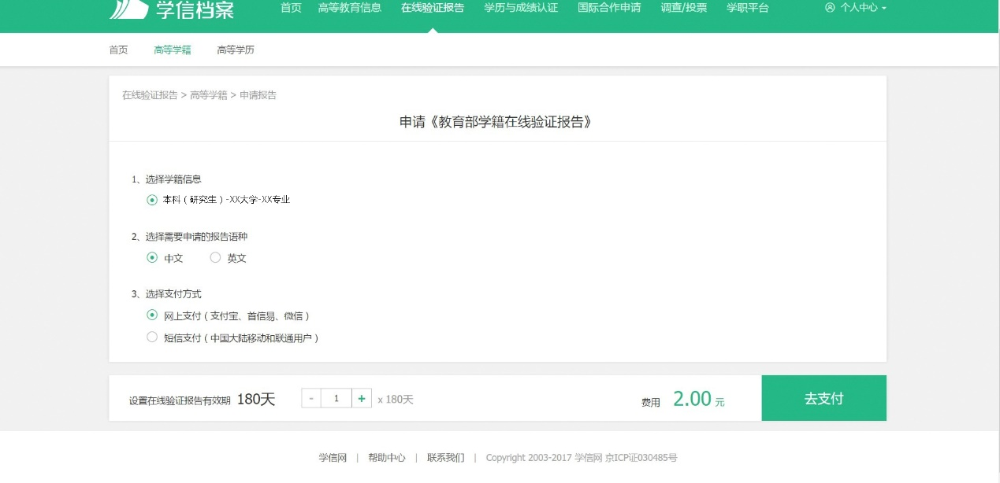 学信档案 首页 高等教育信息 在线验证报告 学历与成绩认证 国际合作申请 调查/投票 学职平台 个人中心
首页 高等学籍 高等学历
在线验证报告 > 高等学籍 > 申请报告
申请《教育部学籍在线验证报告》
1、选择学籍信息
本科（研究生）-XX大学-XX专业
2、选择需要申请的报告语种
中文 英文
3、选择支付方式
网上支付（支付宝、首信易、微信）
短信支付（中国大陆移动和联通用户）
设置在线验证报告有效期 180天 - 1 + x 180天 费用 2.00 元 去支付
学信网 | 帮助中心 | 联系我们 | Copyright 2003-2017 学信网 京ICP证030485号